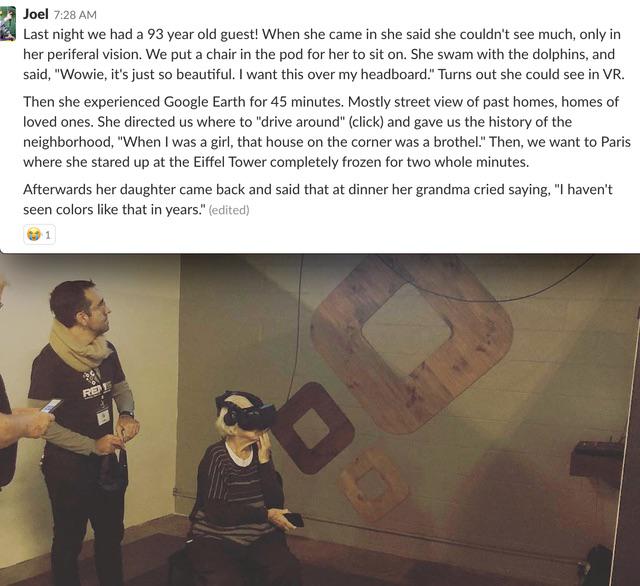 Joel 7:28 AM
Last night we had a 93 year old guest! When she came in she said she couldn't see much, only in
her periferal vision. We put a chair in the pod for her to sit on. She swam with the dolphins, and
said, "Wowie, it's just so beautiful. I want this over my headboard." Turns out she could see in VR.
Then she experienced Google Earth for 45 minutes. Mostly street view of past homes, homes of
loved ones. She directed us where to "drive around" (click) and gave us the history of the
neighborhood, "When I was a girl, that house on the corner was a brothel." Then, we want to Paris
where she stared up at the Eiffel Tower completely frozen for two whole minutes.
Afterwards her daughter came back and said that at dinner her grandma cried saying, "I haven't
seen colors like that in years." (edited)
😭 1